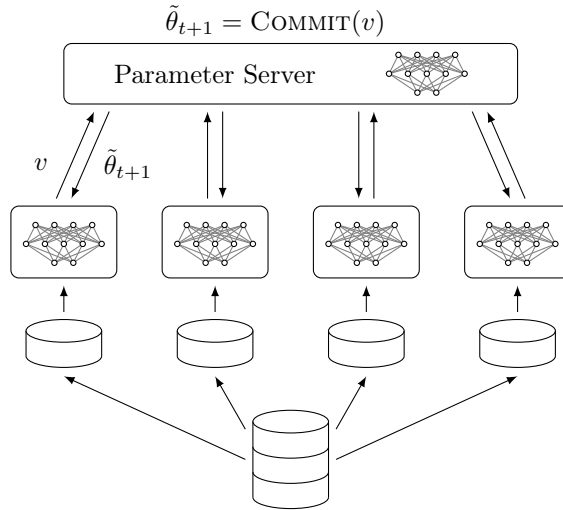 θ̃ₜ₊₁ = COMMIT(v)
Parameter Server
v
θ̃ₜ₊₁